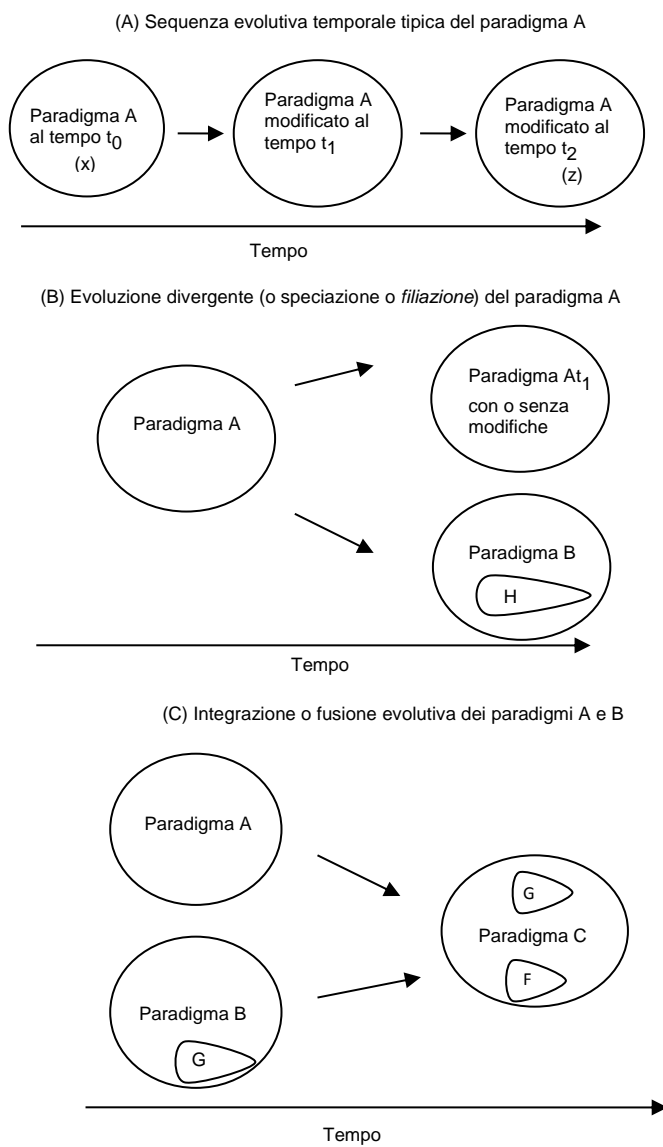 (A) Sequenza evolutiva temporale tipica del paradigma A
Paradigma A
al tempo t0
(x)
Paradigma A
modificato al
tempo t1
Paradigma A
modificato al
tempo t2
(z)
Tempo
(B) Evoluzione divergente (o speciazione o filiazione) del paradigma A
Paradigma A
Paradigma At1
con o senza
modifiche
Paradigma B
H
Tempo
(C) Integrazione o fusione evolutiva dei paradigmi A e B
Paradigma A
Paradigma B
G
G
Paradigma C
F
Tempo